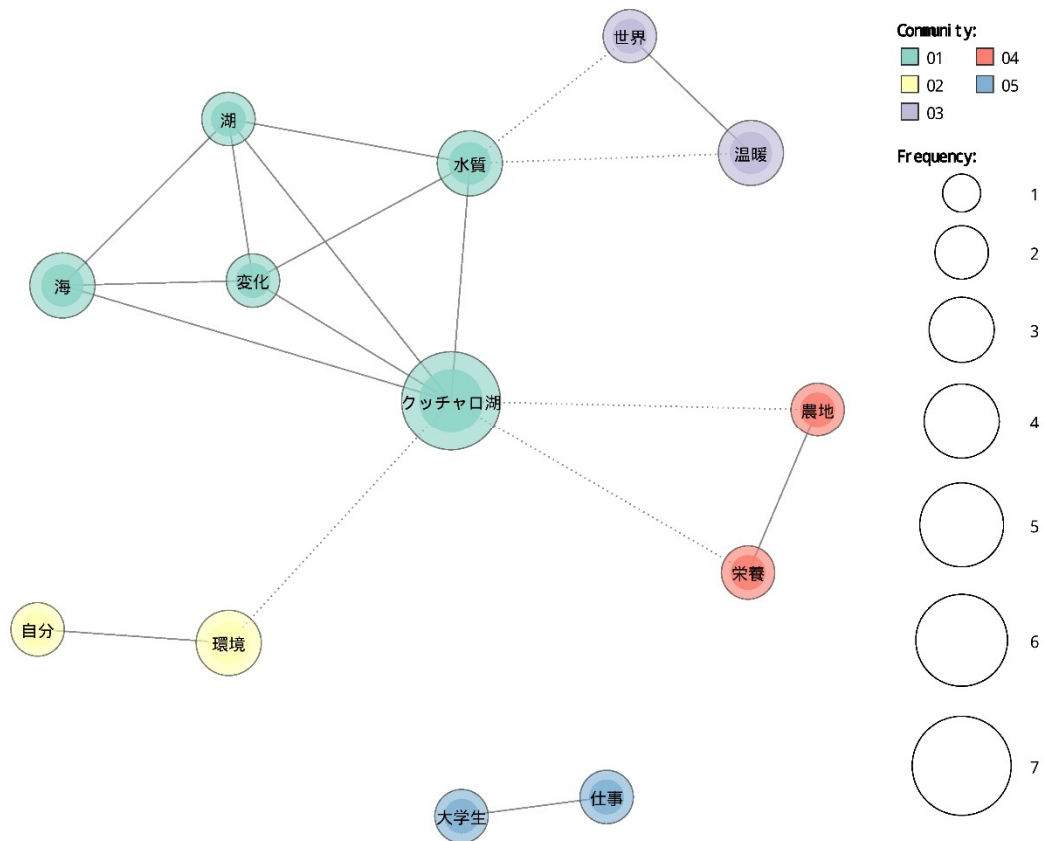 世界
Community:
01 04
02 05
03
湖
水質
温暖
Frequency:
1
2
海
変化
3
クッチャロ湖
農地
4
5
栄養
自分
環境
6
7
大学生
仕事